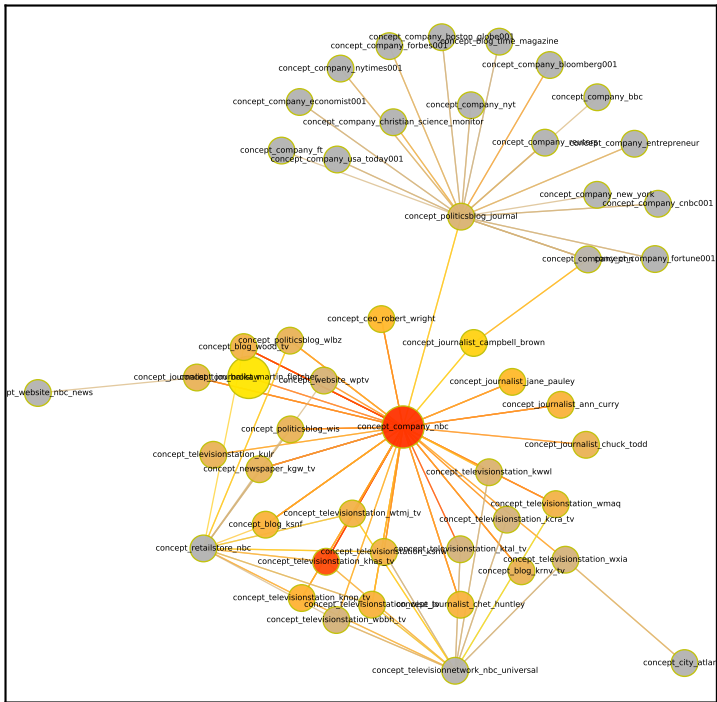 concept_company_boston_globe001
concept_blog_time_magazine
concept_company_forbes001
concept_company_bloomberg001
concept_company_nytimes001
concept_company_bbc
concept_company_economist001
concept_company_nyt
concept_company_christian_science_monitor
concept_company_entrepreneur
concept_company_ft
concept_company_usa_today001
concept_company_new_york
concept_company_cnbc001
concept_politicsblog_journal
concept_company_fortune001
concept_ceo_robert_wright
concept_politicsblog_wlbz
concept_blog_wood_tv
concept_journalist_campbell_brown
concept_website_wptv
concept_journalist_jane_pauley
pt_website_nbc_news
concept_journalist_ann_curry
concept_company_nbc
concept_politicsblog_wis
concept_journalist_chuck_todd
concept_televisionstation_kulr
concept_newspaper_kgw_tv
concept_televisionstation_kwwl
concept_televisionstation_wmaq
concept_televisionstation_wtmj_tv
concept_televisionstation_kcra_tv
concept_blog_ksnf
concept_retailstore_nbc
concept_televisionstation_ktal_tv
concept_televisionstation_khas_tv
concept_televisionstation_wxia
concept_blog_krnv_tv
concept_televisionstation_knop_tv
concept_journalist_chet_huntley
concept_televisionstation_wbbh_tv
concept_televisionnetwork_nbc_universal
concept_city_atlan